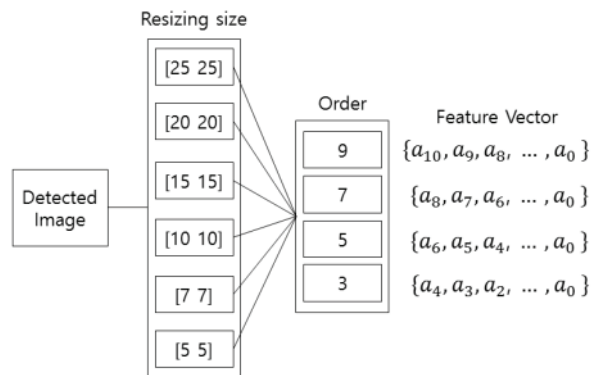 Resizing size
[25 25]
[20 20]
[15 15]
[10 10]
[7 7]
[5 5]
Detected
Image
Order
9
7
5
3
Feature Vector
{a₁₀, a₉, a₈, … , a₀ }
{a₈, a₇, a₆, … , a₀ }
{a₆, a₅, a₄, … , a₀ }
{a₄, a₃, a₂, … , a₀ }